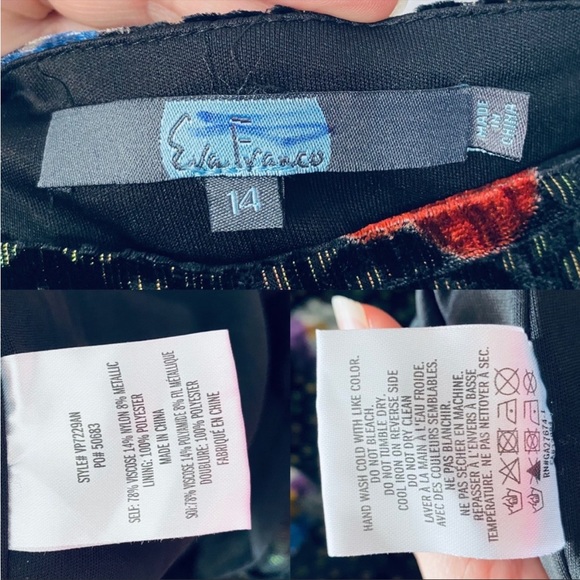 Eva Franco
14
MADE
IN
CHINA
STYLE# VP7229AN
PO# 50683
SELF: 78% VISCOSE 14% NYLON 8% METALLIC
LINING: 100% POLYESTER
MADE IN CHINA
SOI: 78% VISCOSE 14% POLYAMIDE 8% FIL MÉTALLIQUE
DOUBLURE: 100% POLYESTER
FABRIQUÉ EN CHINE
HAND WASH COLD WITH LIKE COLOR.
DO NOT BLEACH.
DO NOT TUMBLE DRY.
COOL IRON ON REVERSE SIDE
DO NOT DRY CLEAN
LAVER À LA MAIN À L'EAU FROIDE,
AVEC DES COULEURS SEMBLABLES.
NE PAS BLANCHIR.
NE PAS SÉCHER EN MACHINE.
REPASSER À L'ENVERS À BASSE
TEMPÉRATURE. NE PAS NETTOYER À SEC.